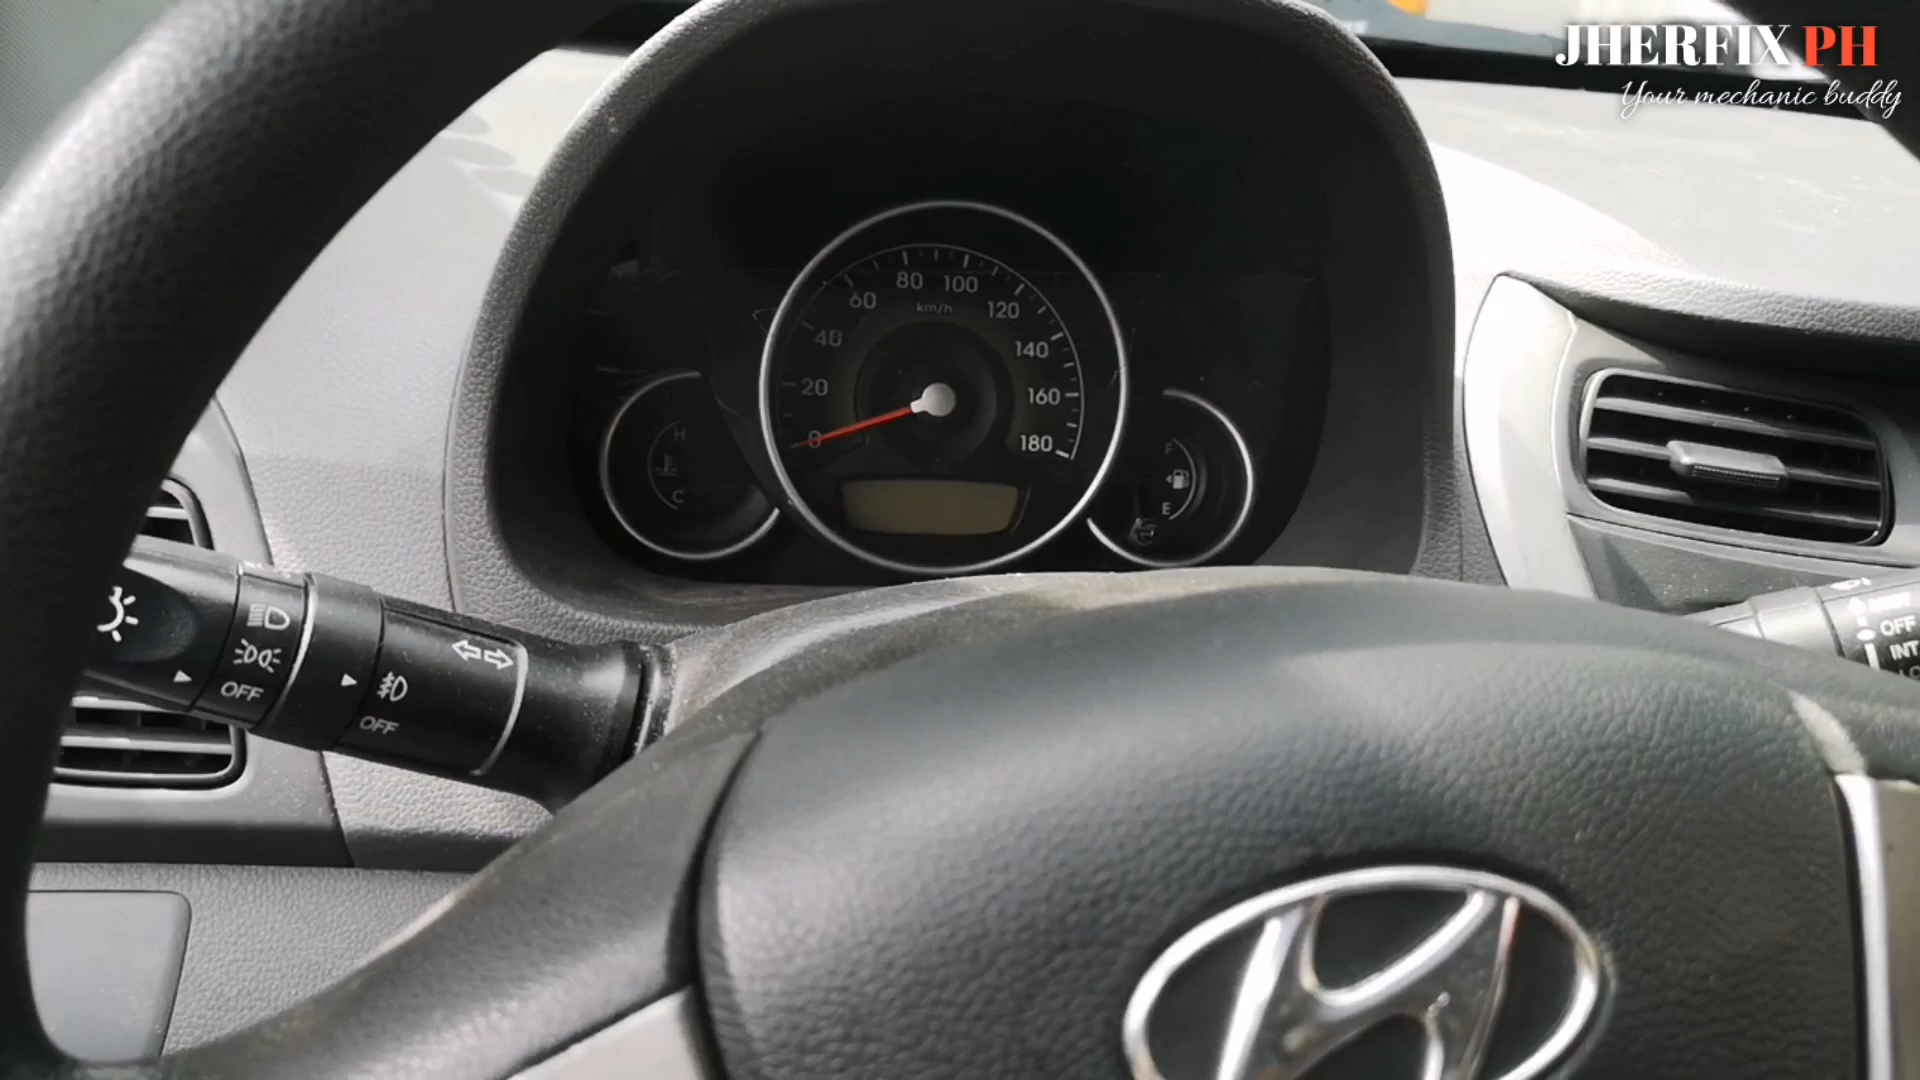 JHERFIX PH
Your mechanic buddy
80 100
60
km/h
120
40
140
20
160
0
180
H
C
F
E
OFF
OFF
OFF
INT